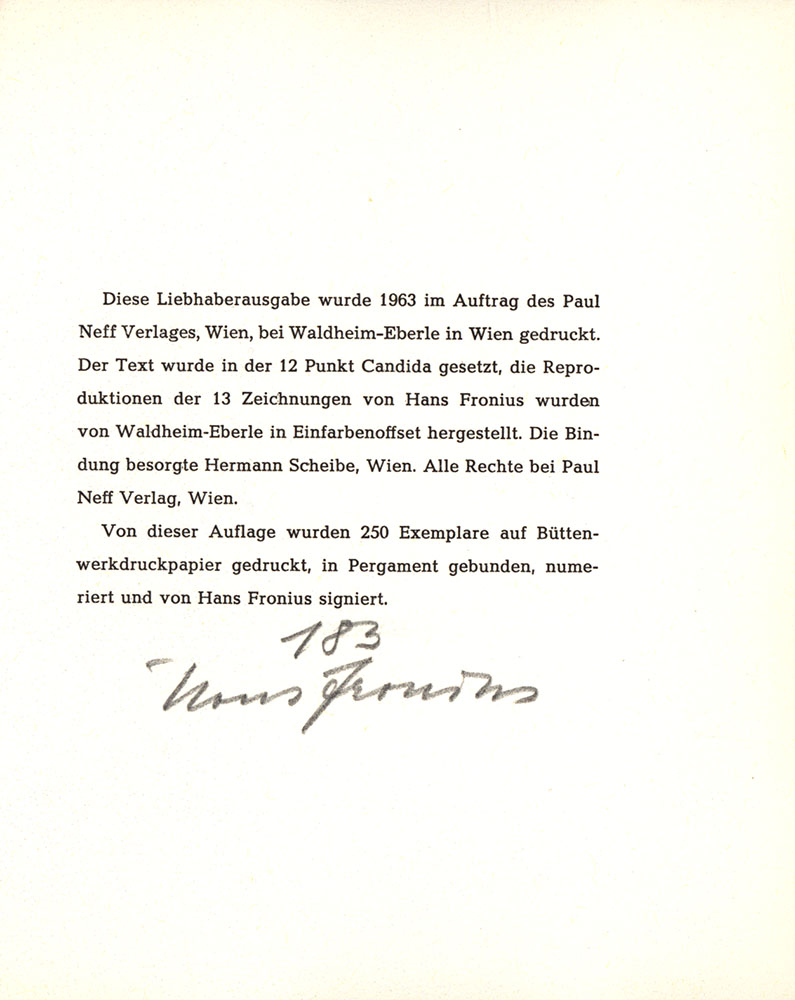 Diese Liebhaberausgabe wurde 1963 im Auftrag des Paul
Neff Verlages, Wien, bei Waldheim-Eberle in Wien gedruckt.
Der Text wurde in der 12 Punkt Candida gesetzt, die Repro-
duktionen der 13 Zeichnungen von Hans Fronius wurden
von Waldheim-Eberle in Einfarbenoffset hergestellt. Die Bin-
dung besorgte Hermann Scheibe, Wien. Alle Rechte bei Paul
Neff Verlag, Wien.
Von dieser Auflage wurden 250 Exemplare auf Bütten-
werkdruckpapier gedruckt, in Pergament gebunden, nume-
riert und von Hans Fronius signiert.
183
Hans Fronius